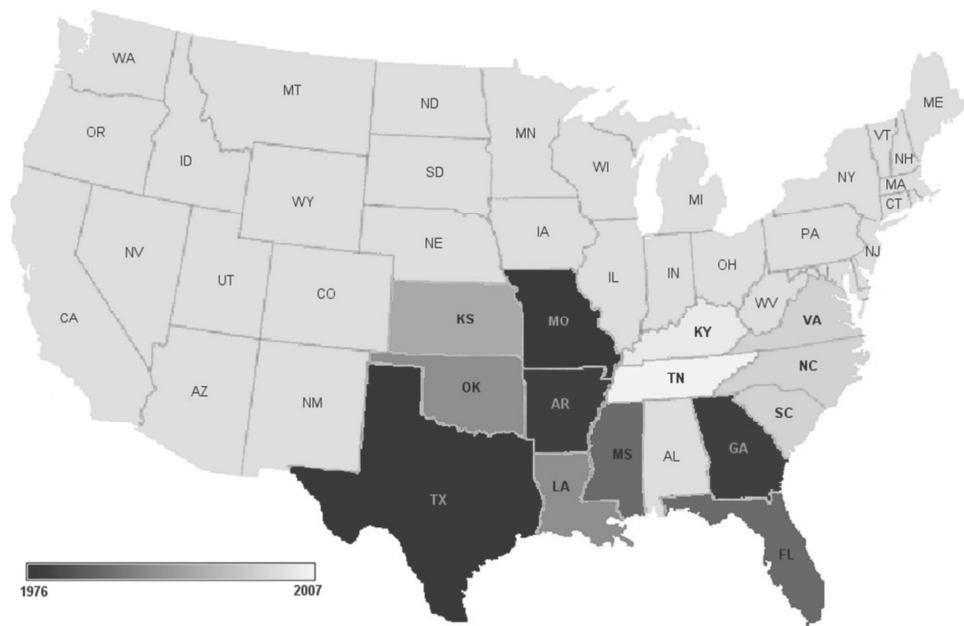 WA
MT
ND
MN
ME
OR
ID
SD
WI
VT
NH
NY
MA
MI
CT
WY
IA
NE
PA
NV
UT
CO
IL
IN
OH
NJ
WV
CA
KS
MO
KY
VA
AZ
NM
OK
AR
TN
NC
SC
TX
LA
MS
AL
GA
FL
1976
2007